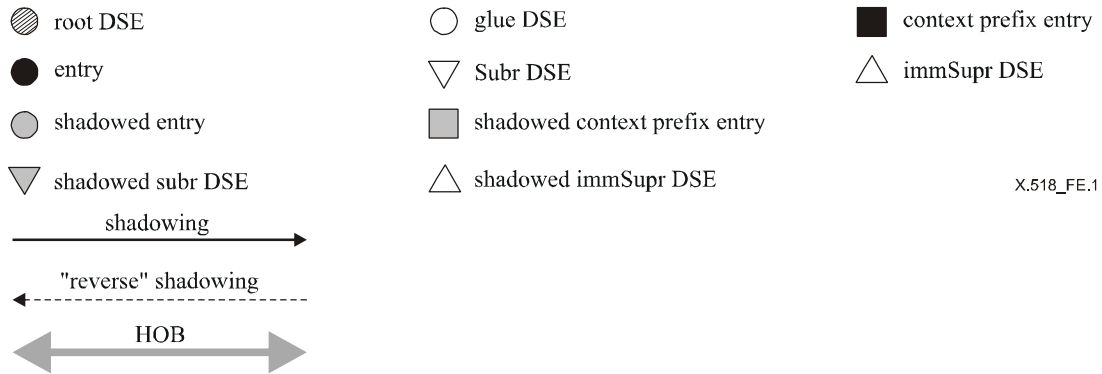 root DSE
glue DSE
context prefix entry
entry
Subr DSE
immSupr DSE
shadowed entry
shadowed context prefix entry
shadowed subr DSE
shadowed immSupr DSE
X.518_FE.1
shadowing
"reverse" shadowing
HOB